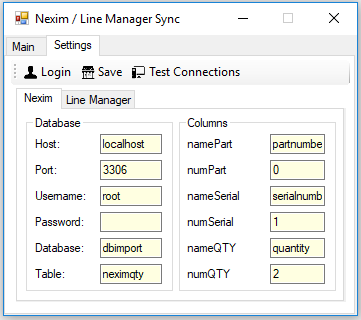 Nexim / Line Manager Sync
Main Settings
Login Save Test Connections
Nexim Line Manager
Database
Host: localhost
Port: 3306
Username: root
Password:
Database: dbimport
Table: neximqty
Columns
namePart partnumbe
numPart 0
nameSerial serialnumb
numSerial 1
nameQTY quantity
numQTY 2